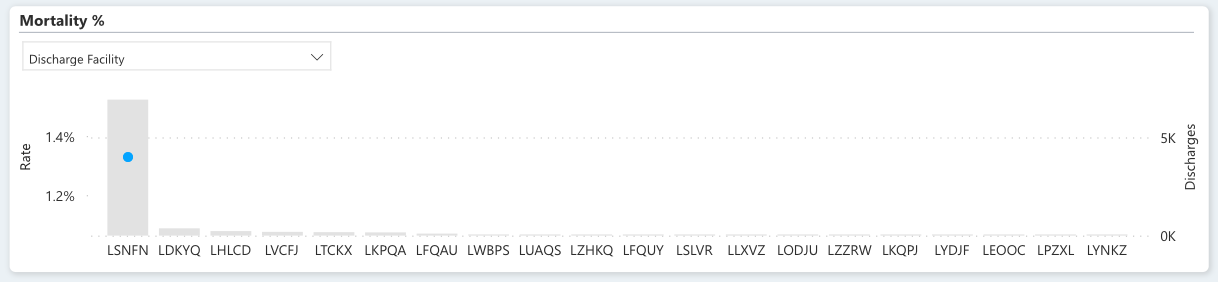 Mortality %
Discharge Facility
1.4%
5K
Rate
Discharges
1.2%
0K
LSNFN LDKYQ LHLCD LVCFJ LTCKX LKPQA LFQAU LWBPS LUAQS LZHKQ LFQUY LSLVR LLXVZ LODJU LZZRW LKQPJ LYDJF LEOOC LPZXL LYNKZ